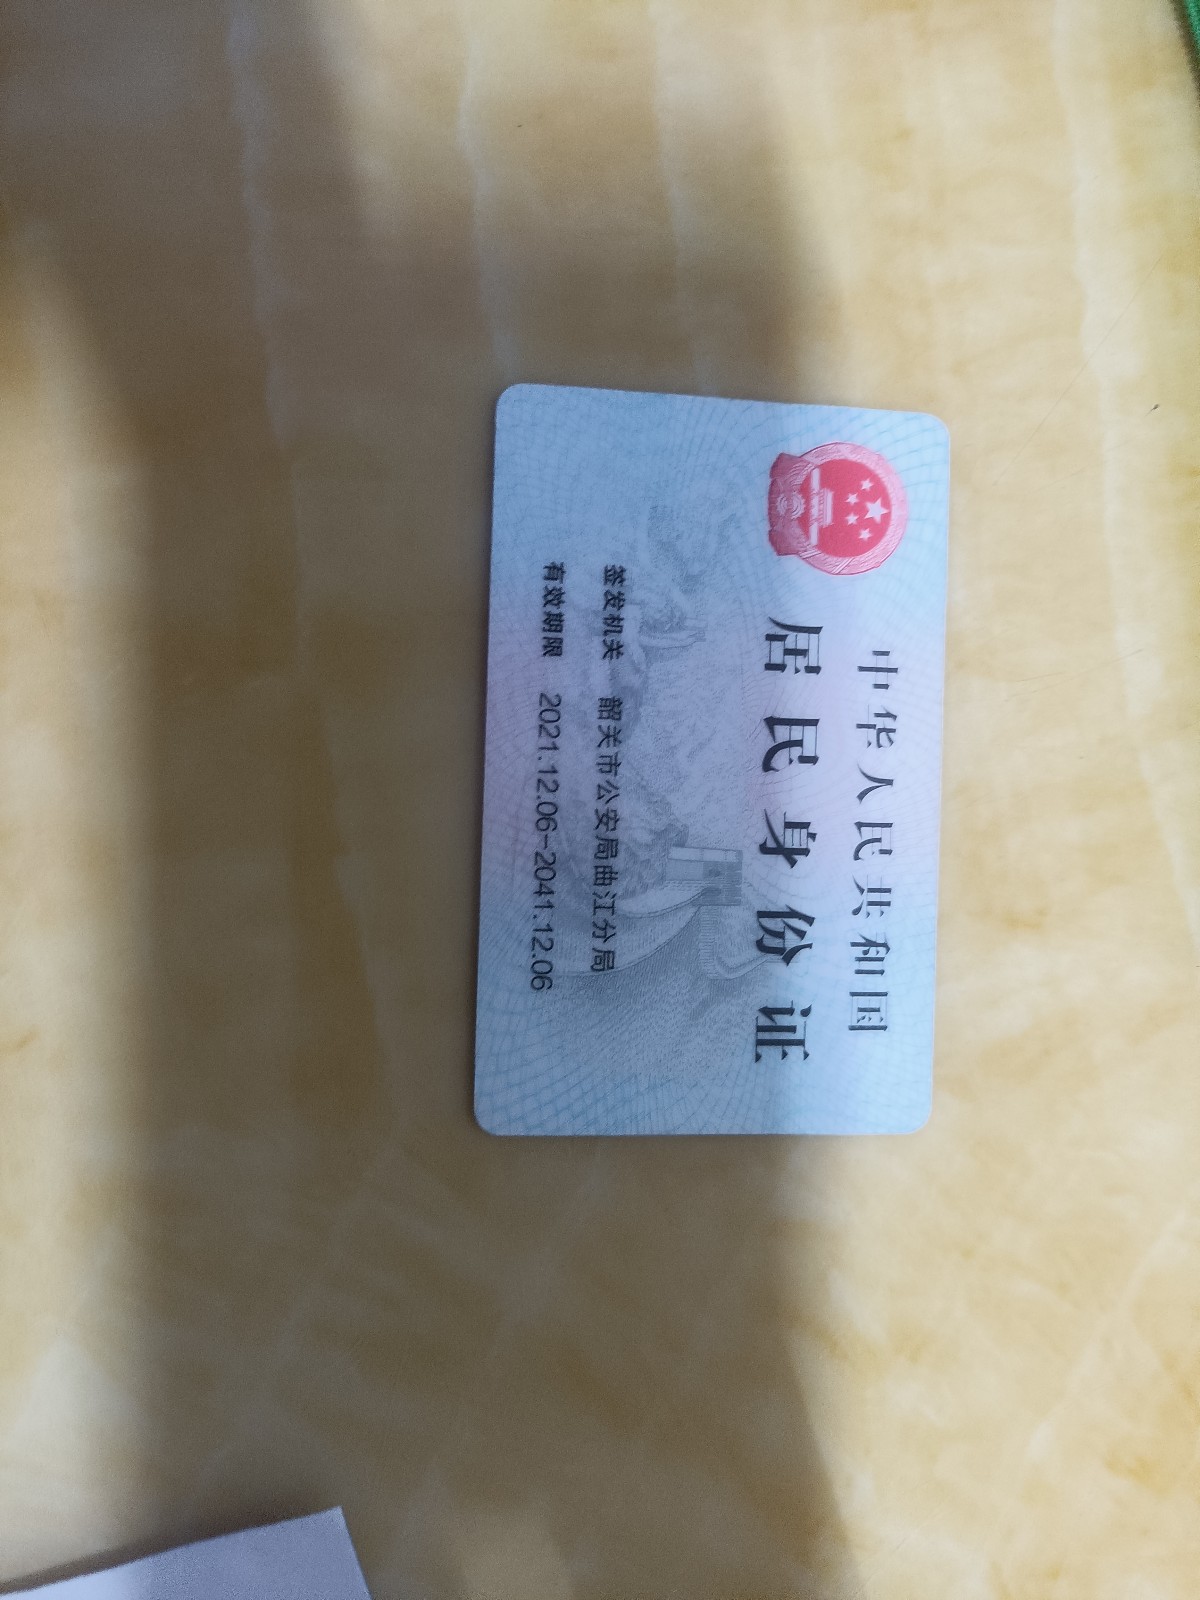 中华人民共和国
居民身份证
签发机关 韶关市公安局曲江分局
有效期限 2021.12.06-2041.12.06